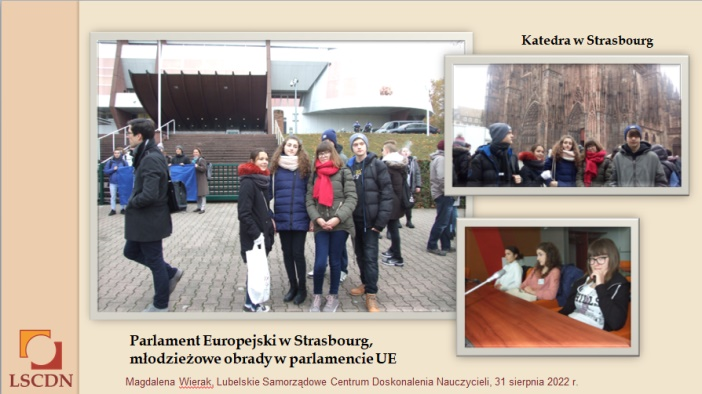 Katedra w Strasbourg
Parlament Europejski w Strasbourg,
młodzieżowe obrady w parlamencie UE
LSCDN
Magdalena Wierak, Lubelskie Samorządowe Centrum Doskonalenia Nauczycieli, 31 sierpnia 2022 r.